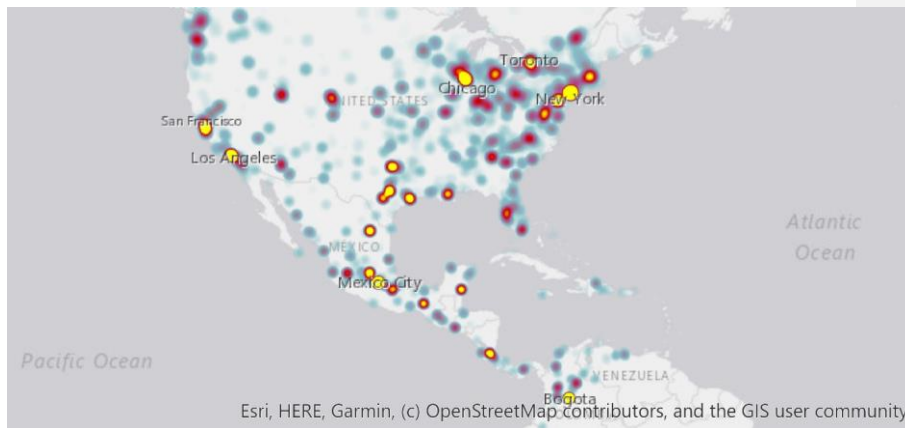 Toronto
Chicago
UNITED STATES
New York
San Francisco
Los Angeles
Atlantic
Ocean
MEXICO
Mexico City
Pacific Ocean
VENEZUELA
Bogota
Esri, HERE, Garmin, (c) OpenStreetMap contributors, and the GIS user community